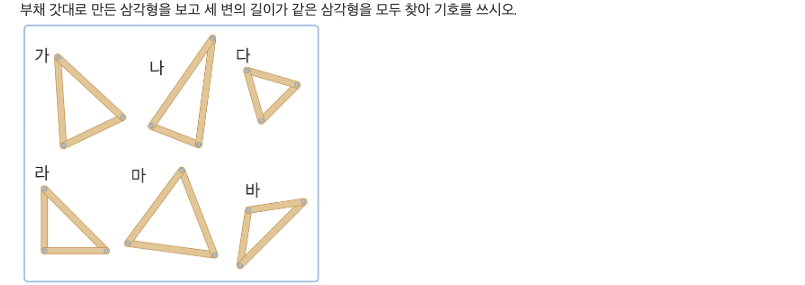 부채 갓대로 만든 삼각형을 보고 세 변의 길이가 같은 삼각형을 모두 찾아 기호를 쓰시오.
가
나
다
라
마
바